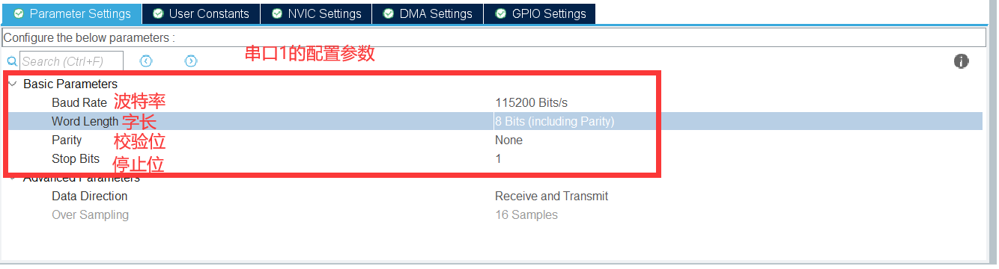 Parameter Settings User Constants NVIC Settings DMA Settings GPIO Settings
Configure the below parameters :
Search (Ctrl+F) 串口1的配置参数
Basic Parameters
Baud Rate 波特率 115200 Bits/s
Word Length 字长 8 Bits (including Parity)
Parity 校验位 None
Stop Bits 停止位 1
Advanced Parameters
Data Direction Receive and Transmit
Over Sampling 16 Samples